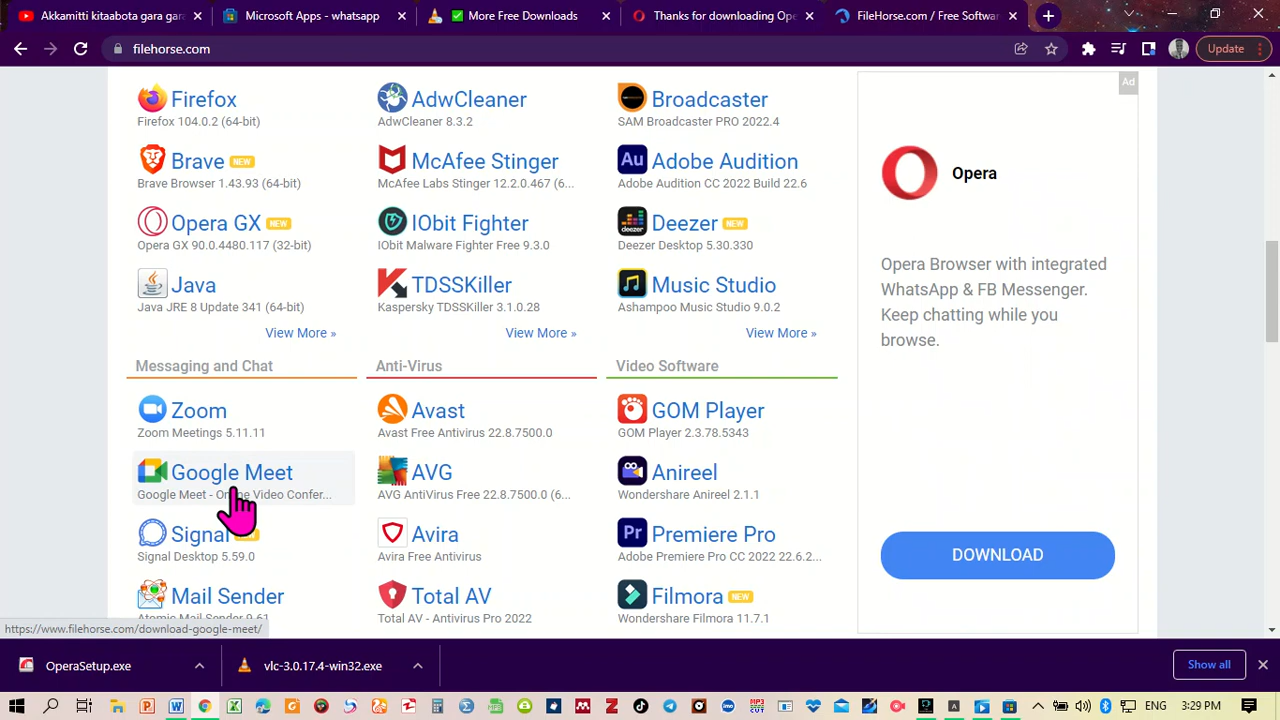 Akkamitti kitaabota gara gara
Microsoft Apps - whatsapp
More Free Downloads
Thanks for downloading Ope
FileHorse.com / Free Softwar
filehorse.com
Update
Firefox
Firefox 104.0.2 (64-bit)
Brave NEW
Brave Browser 1.43.93 (64-bit)
Opera GX NEW
Opera GX 90.0.4480.117 (32-bit)
Java
Java JRE 8 Update 341 (64-bit)
View More »
AdwCleaner
AdwCleaner 8.3.2
McAfee Stinger
McAfee Labs Stinger 12.2.0.467 (6...
IObit Fighter
IObit Malware Fighter Free 9.3.0
TDSSKiller
Kaspersky TDSSKiller 3.1.0.28
View More »
Broadcaster
SAM Broadcaster PRO 2022.4
Adobe Audition
Adobe Audition CC 2022 Build 22.6
Deezer NEW
Deezer Desktop 5.30.330
Music Studio
Ashampoo Music Studio 9.0.2
View More »
Messaging and Chat
Zoom
Zoom Meetings 5.11.11
Google Meet
Google Meet - Online Video Confer...
Signal
Signal Desktop 5.59.0
Mail Sender
Atomic Mail Sender 9.61
Anti-Virus
Avast
Avast Free Antivirus 22.8.7500.0
AVG
AVG AntiVirus Free 22.8.7500.0 (6...
Avira
Avira Free Antivirus
Total AV
Total AV - Antivirus Pro 2022
Video Software
GOM Player
GOM Player 2.3.78.5343
Anireel
Wondershare Anireel 2.1.1
Premiere Pro
Adobe Premiere Pro CC 2022 22.6.2...
Filmora NEW
Wondershare Filmora 11.7.1
Ad
Opera
Opera Browser with integrated
WhatsApp & FB Messenger.
Keep chatting while you
browse.
DOWNLOAD
https://www.filehorse.com/download-google-meet/
OperaSetup.exe
vlc-3.0.17.4-win32.exe
Show all
ENG
3:29 PM